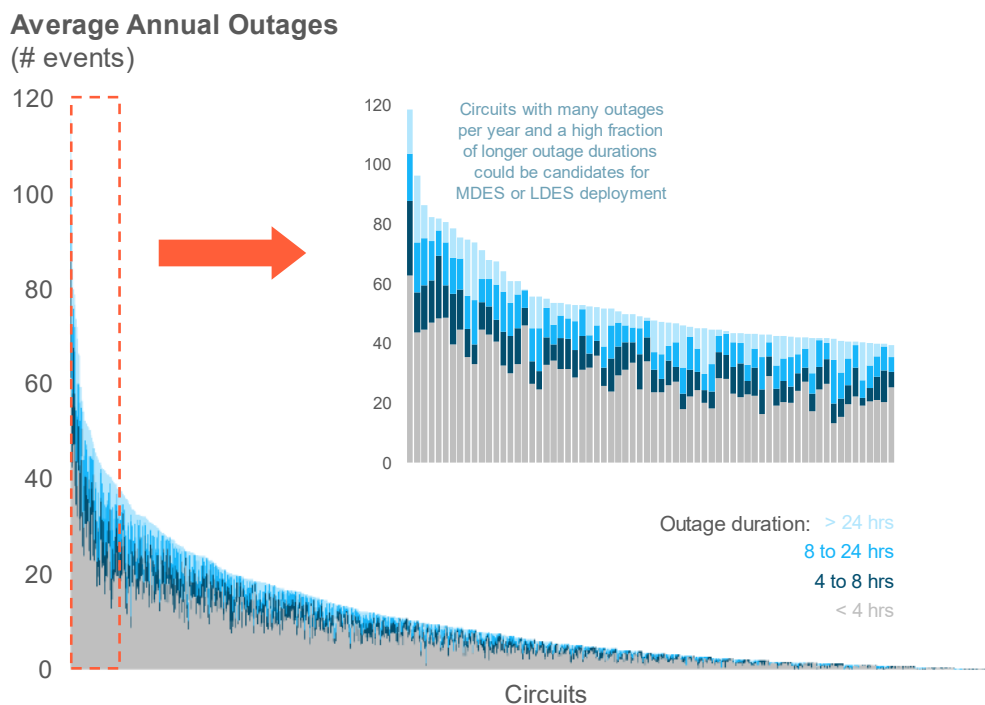 Average Annual Outages
(# events)
120
100
80
60
40
20
0
120
100
80
60
40
20
0
Circuits with many outages
per year and a high fraction
of longer outage durations
could be candidates for
MDES or LDES deployment
Outage duration: > 24 hrs
8 to 24 hrs
4 to 8 hrs
< 4 hrs
Circuits